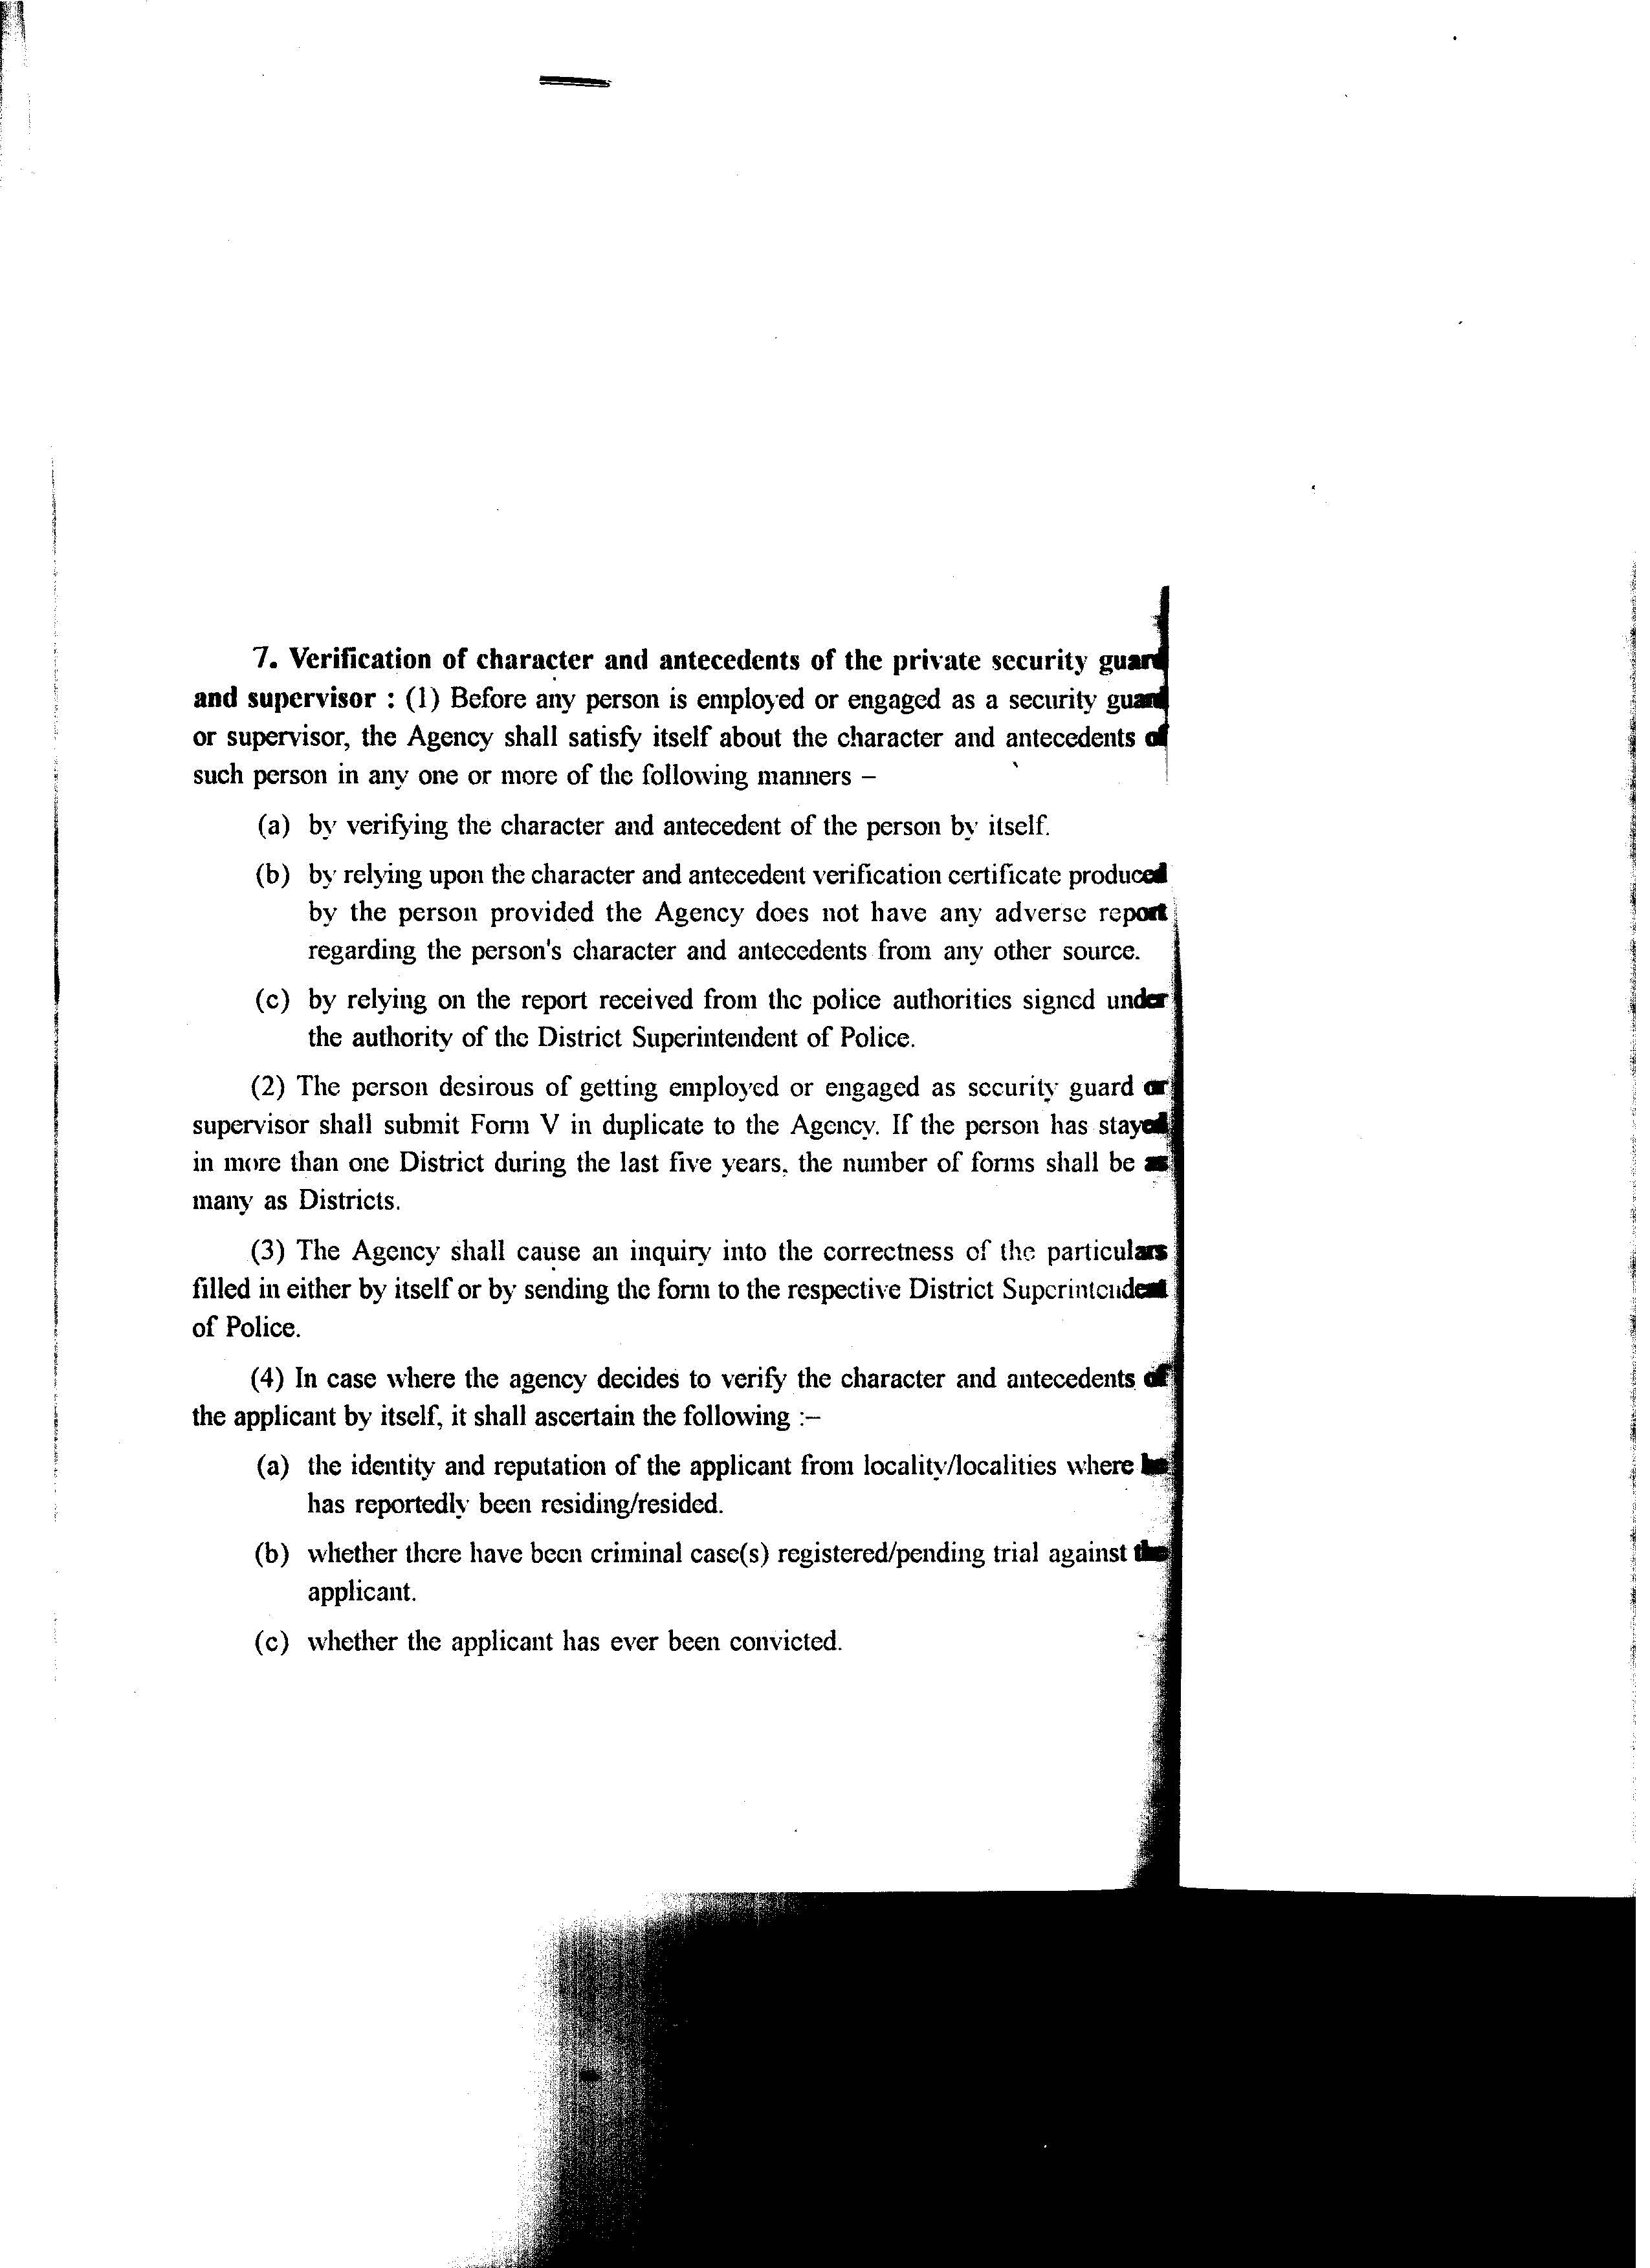 7. Verification of character and antecedents of the private security guard
and supervisor : (1) Before any person is employed or engaged as a security guard
or supervisor, the Agency shall satisfy itself about the character and antecedents of
such person in any one or more of the following manners –
(a) by verifying the character and antecedent of the person by itself.
(b) by relying upon the character and antecedent verification certificate produced
by the person provided the Agency does not have any adverse report
regarding the person's character and antecedents from any other source.
(c) by relying on the report received from the police authorities signed under
the authority of the District Superintendent of Police.
(2) The person desirous of getting employed or engaged as security guard or
supervisor shall submit Form V in duplicate to the Agency. If the person has stayed
in more than one District during the last five years, the number of forms shall be as
many as Districts.
(3) The Agency shall cause an inquiry into the correctness of the particulars
filled in either by itself or by sending the form to the respective District Superintendent
of Police.
(4) In case where the agency decides to verify the character and antecedents of
the applicant by itself, it shall ascertain the following :–
(a) the identity and reputation of the applicant from locality/localities where he
has reportedly been residing/resided.
(b) whether there have been criminal case(s) registered/pending trial against the
applicant.
(c) whether the applicant has ever been convicted.